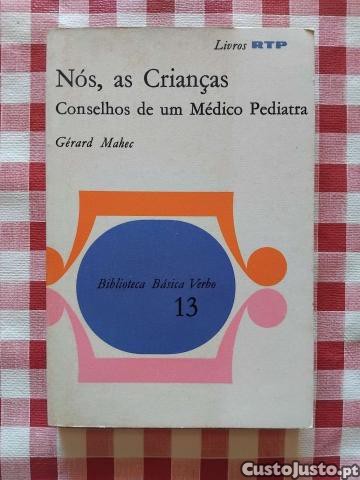 Livros RTP
Nós, as Crianças
Conselhos de um Médico Pediatra
Gérard Mahec
Biblioteca Básica Verbo
13
CustoJusto.pt